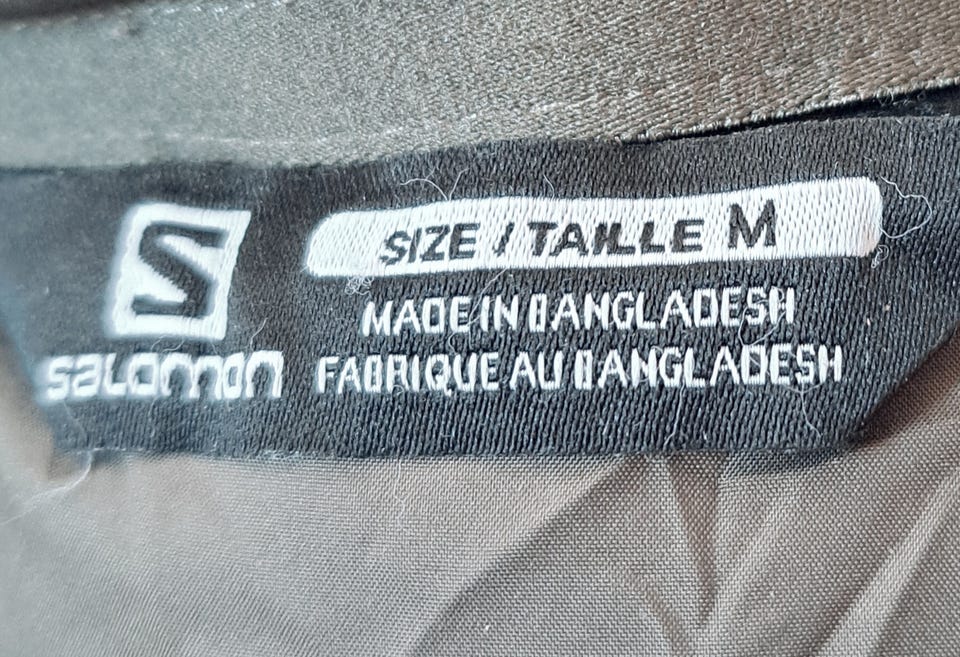 S
salomon
SIZE / TAILLE M
MADE IN BANGLADESH
FABRIQUE AU BANGLADESH